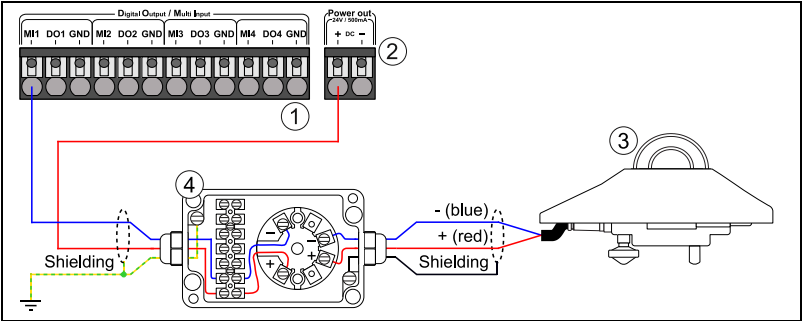 Digital Output / Multi Input
Power out
24V / 500mA
MI1 DO1 GND MI2 DO2 GND MI3 DO3 GND MI4 DO4 GND
+ DC −
2
1
3
4
- (blue)
+ (red)
Shielding
Shielding
− −
+ +